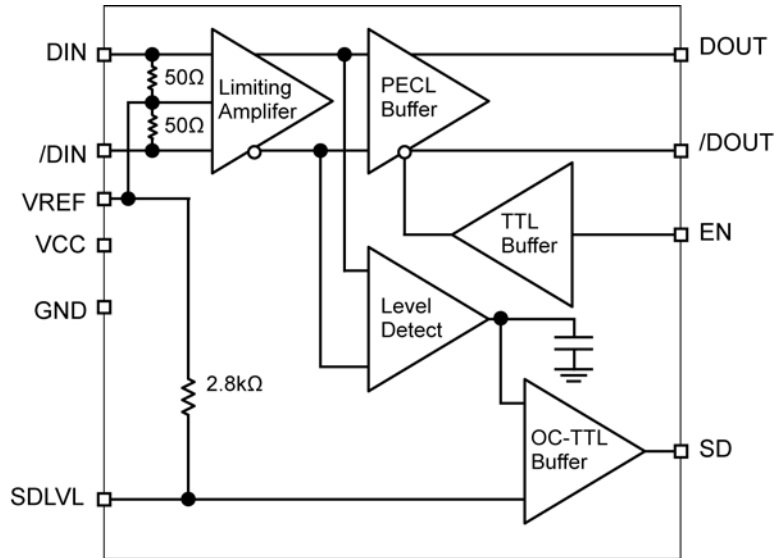 DIN
50Ω
50Ω
/DIN
Limiting
Amplifer
PECL
Buffer
DOUT
/DOUT
VREF
VCC
GND
TTL
Buffer
EN
Level
Detect
2.8kΩ
OC-TTL
Buffer
SD
SDLVL